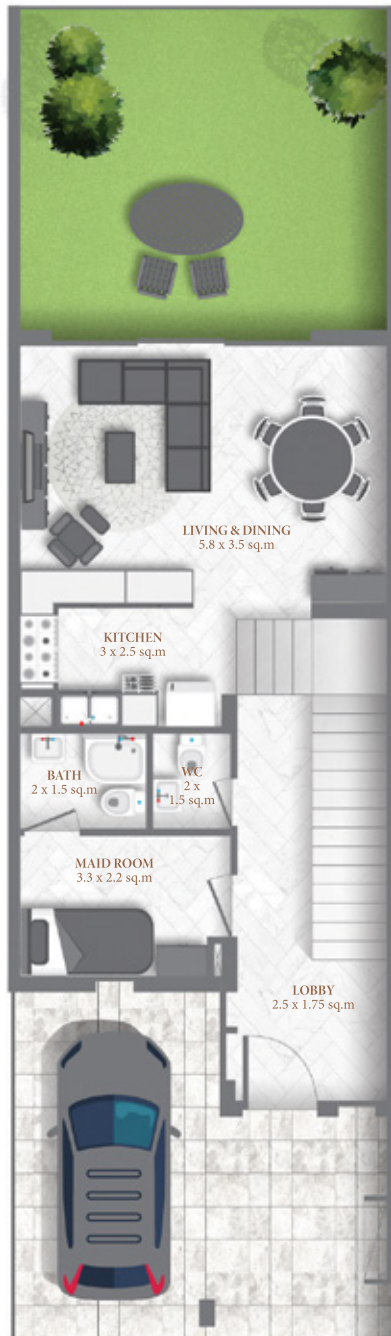 LIVING & DINING
5.8 x 3.5 sq.m
KITCHEN
3 x 2.5 sq.m
BATH
2 x 1.5 sq.m
WC
2 x
1.5 sq.m
MAID ROOM
3.3 x 2.2 sq.m
LOBBY
2.5 x 1.75 sq.m